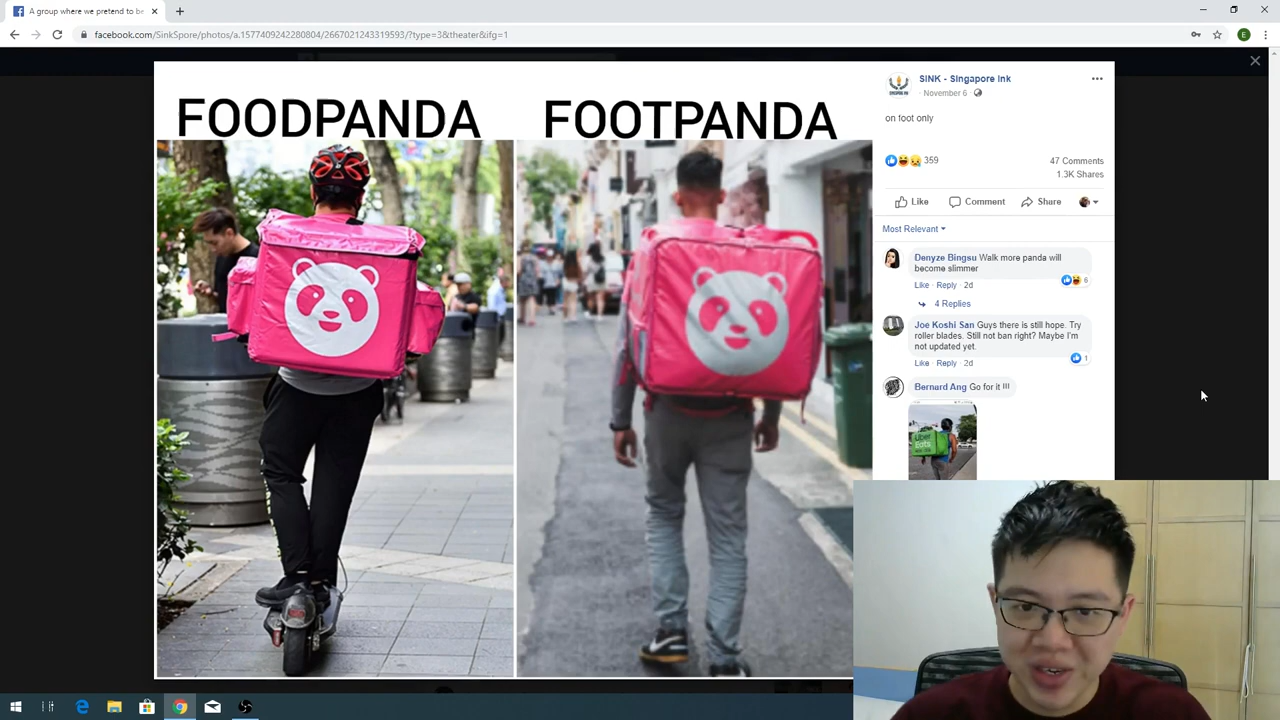 A group where we pretend to be
facebook.com/SinkSpore/photos/a.1577409242280804/2667021243319593/?type=3&theater&ifg=1
E
FOODPANDA
FOOTPANDA
SINK - Singapore Ink
November 6
on foot only
359
47 Comments
1.3K Shares
Like
Comment
Share
Most Relevant
Denyze Bingsu Walk more panda will
become slimmer
6
Like · Reply · 2d
4 Replies
Joe Koshi San Guys there is still hope. Try
roller blades. Still not ban right? Maybe I'm
not updated yet.
1
Like · Reply · 2d
Bernard Ang Go for it !!!
Uber
Eats